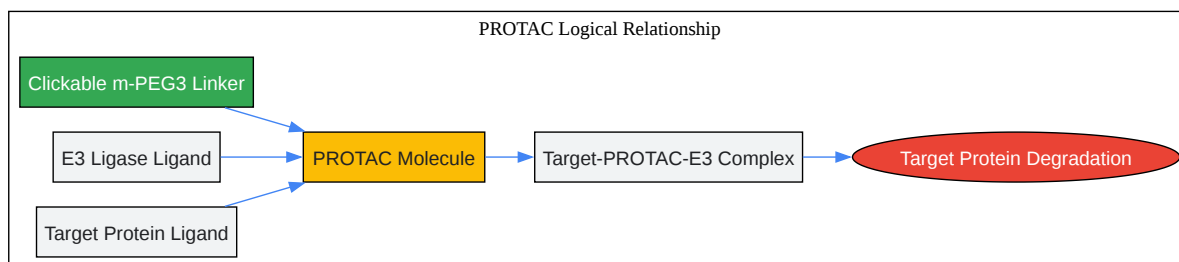 PROTAC Logical Relationship
Clickable m-PEG3 Linker
E3 Ligase Ligand
PROTAC Molecule
Target-PROTAC-E3 Complex
Target Protein Degradation
Target Protein Ligand